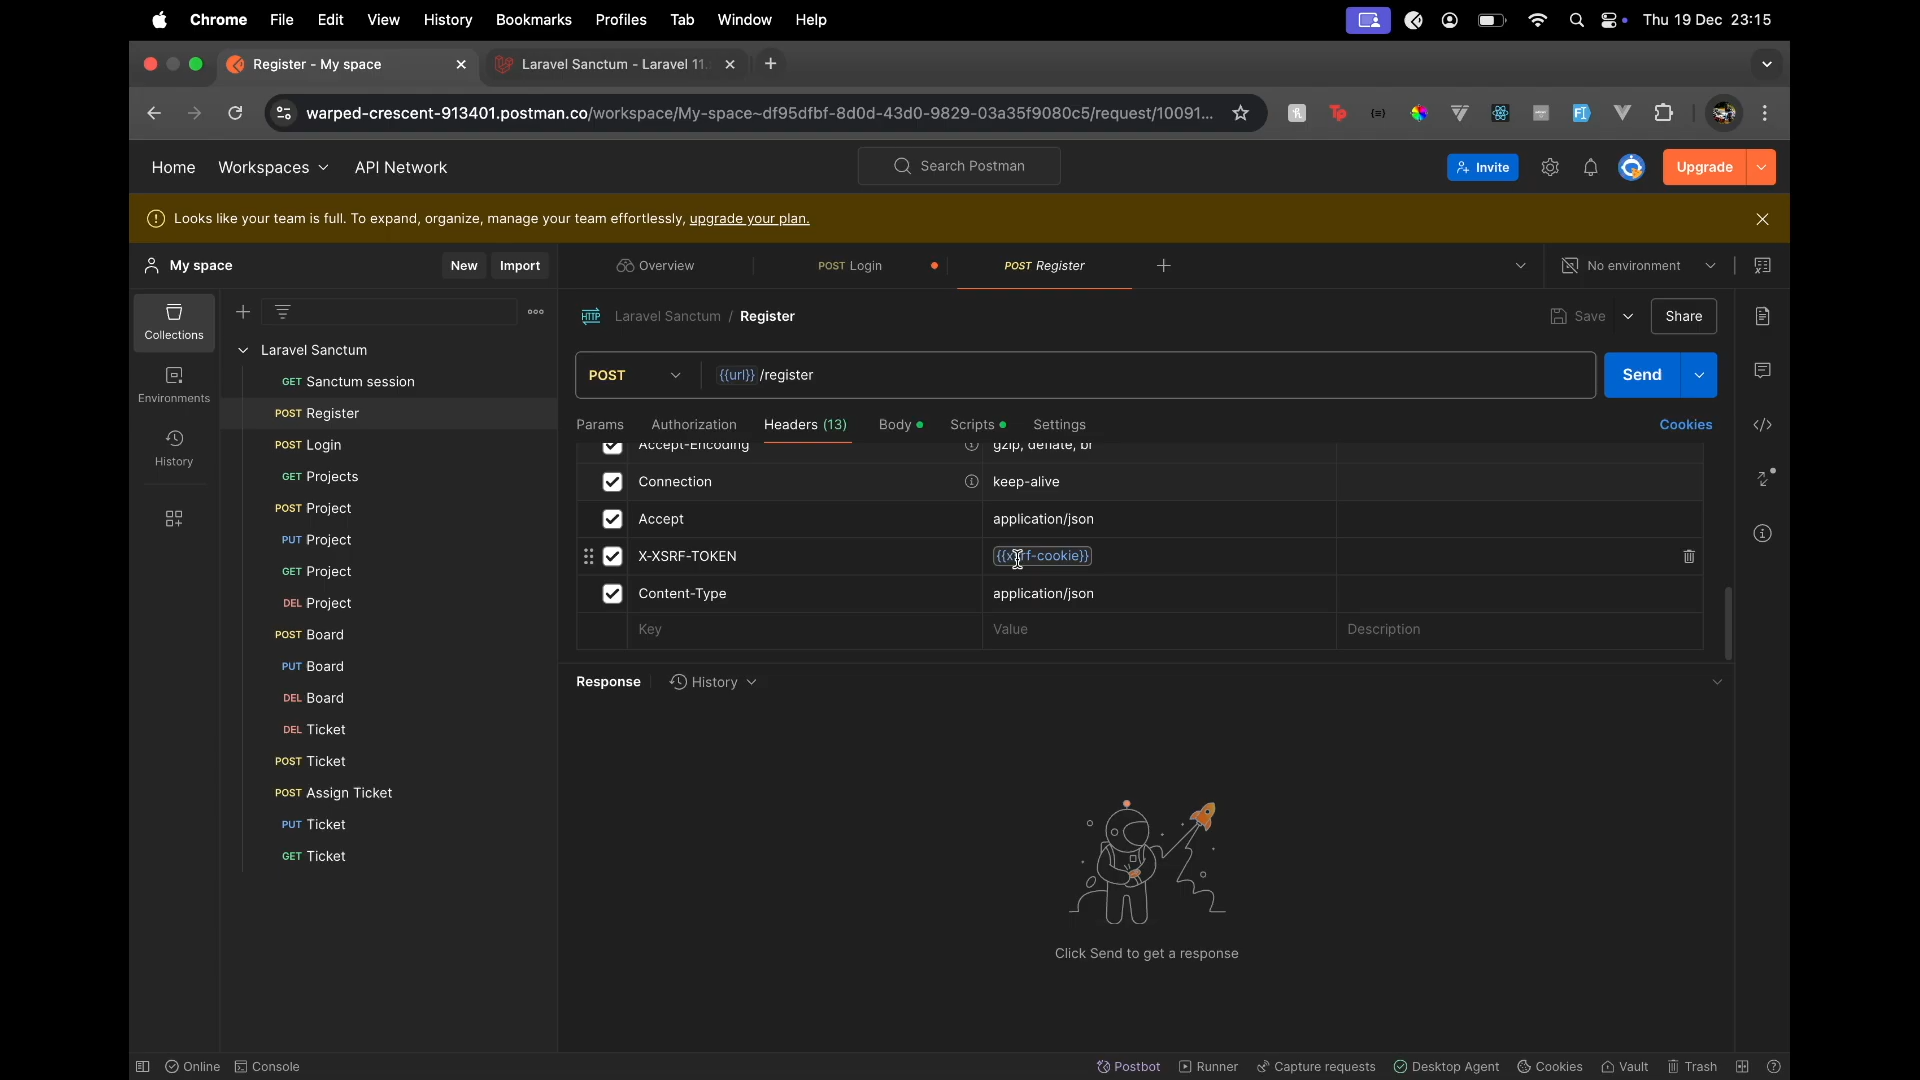 Chrome File Edit View History Bookmarks Profiles Tab Window Help Thu 19 Dec 23:15
Register - My space Laravel Sanctum - Laravel 11.
warped-crescent-913401.postman.co/workspace/My-space~df95dfbf-8d0d-43d0-9829-03a35f9080c5/request/10091...
Home Workspaces API Network Search Postman Invite Upgrade
Looks like your team is full. To expand, organize, manage your team effortlessly, upgrade your plan.
My space New Import Overview POST Login POST Register No environment
Collections
Environments
History
Laravel Sanctum
GET Sanctum session
POST Register
POST Login
GET Projects
POST Project
PUT Project
GET Project
DEL Project
POST Board
PUT Board
DEL Board
DEL Ticket
POST Ticket
POST Assign Ticket
PUT Ticket
GET Ticket
HTTP Laravel Sanctum / Register Save Share
POST {{url}} /register Send
Params Authorization Headers (13) Body Scripts Settings Cookies
Accept-Encoding gzip, deflate, br
Connection keep-alive
Accept application/json
X-XSRF-TOKEN {{xsrf-cookie}}
Content-Type application/json
Key Value Description
Response History
Click Send to get a response
Online Console Postbot Runner Capture requests Desktop Agent Cookies Vault Trash